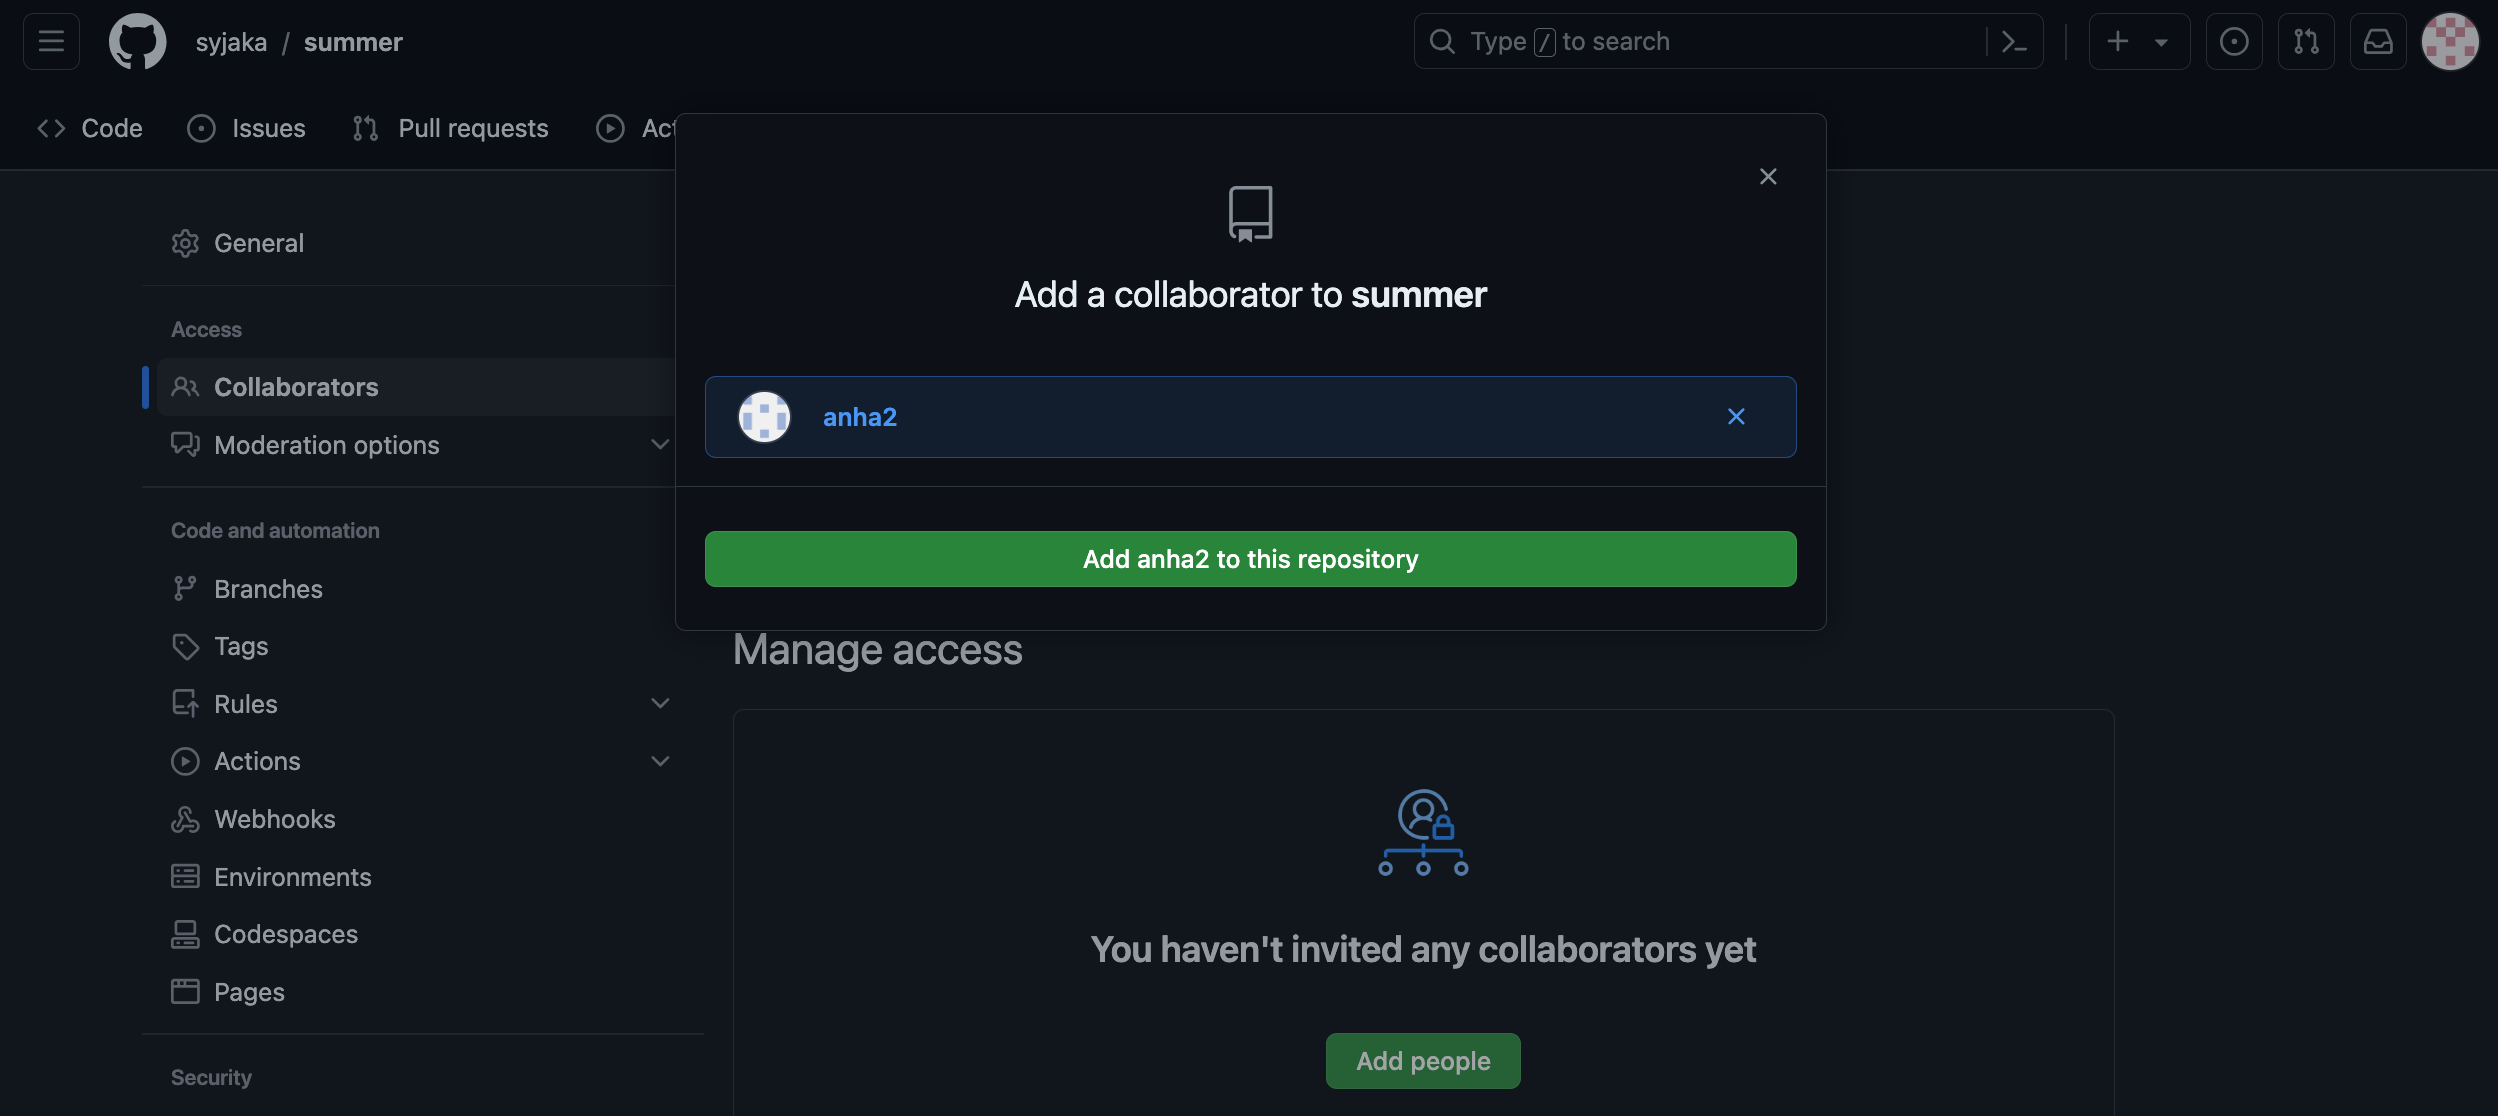 syjaka / summer
Type / to search
Code
Issues
Pull requests
Act
General
Access
Collaborators
Moderation options
Code and automation
Branches
Tags
Rules
Actions
Webhooks
Environments
Codespaces
Pages
Security
Add a collaborator to summer
anha2
Add anha2 to this repository
Manage access
You haven't invited any collaborators yet
Add people